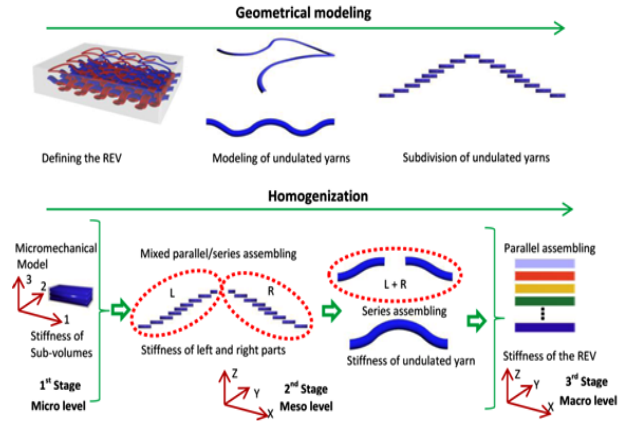 Geometrical modeling
Defining the REV
Modeling of undulated yarns
Subdivision of undulated yarns
Homogenization
Micromechanical
Model
3
2
1
Stiffness of
Sub-volumes
1st Stage
Micro level
Mixed parallel/series assembling
L
R
Stiffness of left and right parts
Z
Y
X
2nd Stage
Meso level
L + R
Series assembling
Stiffness of undulated yarn
Parallel assembling
Stiffness of the REV
Z
Y
X
3rd Stage
Macro level